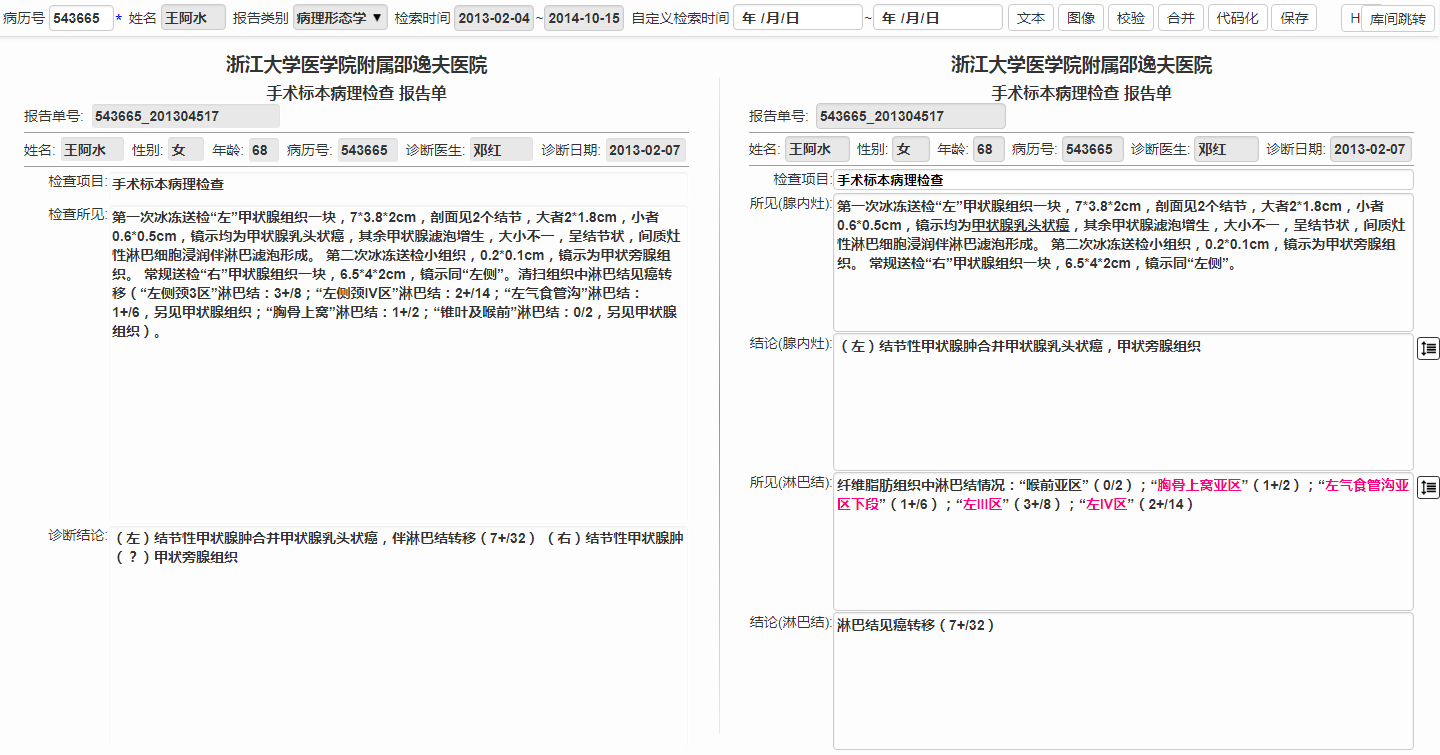 病历号 543665 * 姓名 王阿水 报告类别 病理形态学 ▼ 检索时间 2013-02-04 ~ 2014-10-15 自定义检索时间 年 /月/日 ~ 年 /月/日 文本 图像 校验 合并 代码化 保存 H 库间跳转
浙江大学医学院附属邵逸夫医院
手术标本病理检查 报告单
报告单号: 543665_201304517
姓名: 王阿水 性别: 女 年龄: 68 病历号: 543665 诊断医生: 邓红 诊断日期: 2013-02-07
检查项目: 手术标本病理检查
检查所见: 第一次冰冻送检“左”甲状腺组织一块，7*3.8*2cm，剖面见2个结节，大者2*1.8cm，小者
0.6*0.5cm，镜示均为甲状腺乳头状癌，其余甲状腺滤泡增生，大小不一，呈结节状，间质灶
性淋巴细胞浸润伴淋巴滤泡形成。 第二次冰冻送检小组织，0.2*0.1cm，镜示为甲状旁腺组
织。 常规送检“右”甲状腺组织一块，6.5*4*2cm，镜示同“左侧”。清扫组织中淋巴结见癌转
移（“左侧颈3区”淋巴结：3+/8；“左侧颈IV区”淋巴结：2+/14；“左气食管沟”淋巴结：
1+/6，另见甲状腺组织；“胸骨上窝”淋巴结：1+/2；“锥叶及喉前”淋巴结：0/2，另见甲状腺
组织）。
诊断结论: （左）结节性甲状腺肿合并甲状腺乳头状癌，伴淋巴结转移（7+/32） （右）结节性甲状腺肿
（？）甲状旁腺组织
浙江大学医学院附属邵逸夫医院
手术标本病理检查 报告单
报告单号: 543665_201304517
姓名: 王阿水 性别: 女 年龄: 68 病历号: 543665 诊断医生: 邓红 诊断日期: 2013-02-07
检查项目: 手术标本病理检查
所见(腺内灶): 第一次冰冻送检“左”甲状腺组织一块，7*3.8*2cm，剖面见2个结节，大者2*1.8cm，小者
0.6*0.5cm，镜示均为甲状腺乳头状癌，其余甲状腺滤泡增生，大小不一，呈结节状，间质灶
性淋巴细胞浸润伴淋巴滤泡形成。 第二次冰冻送检小组织，0.2*0.1cm，镜示为甲状旁腺组
织。 常规送检“右”甲状腺组织一块，6.5*4*2cm，镜示同“左侧”。
结论(腺内灶): （左）结节性甲状腺肿合并甲状腺乳头状癌，甲状旁腺组织
所见(淋巴结): 纤维脂肪组织中淋巴结情况：“喉前亚区”（0/2）；“胸骨上窝亚区”（1+/2）；“左气食管沟亚
区下段”（1+/6）；“左III区”（3+/8）；“左IV区”（2+/14）
结论(淋巴结): 淋巴结见癌转移（7+/32）